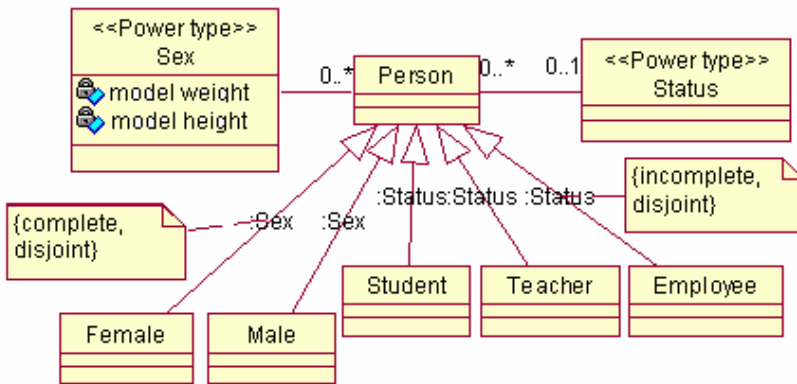 <<Power type>>
Sex
model weight
model height
0..*
Person
0..*
0..1
<<Power type>>
Status
{complete,
disjoint}
:Sex
:Sex
:Status:Status :Status
{incomplete,
disjoint}
Female
Male
Student
Teacher
Employee